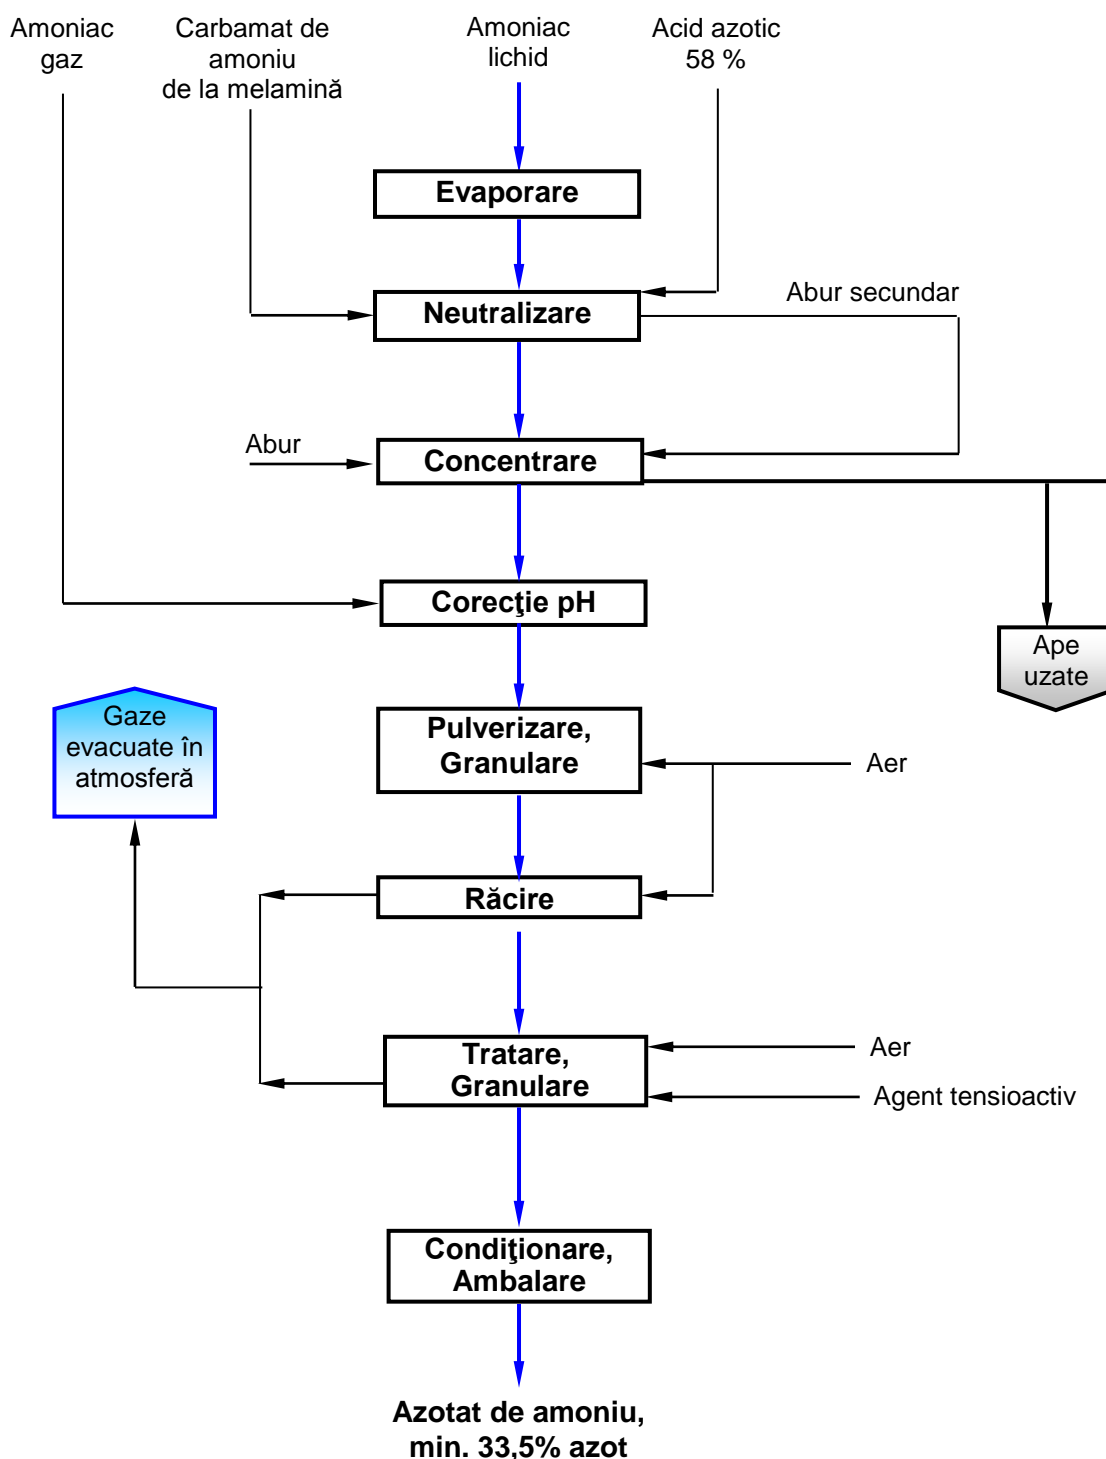 Amoniac
gaz
Carbamat de
amoniu
de la melamină
Amoniac
lichid
Acid azotic
58 %
Evaporare
Neutralizare
Abur secundar
Abur
Concentrare
Corecţie pH
Ape
uzate
Gaze
evacuate în
atmosferă
Pulverizare,
Granulare
Aer
Răcire
Tratare,
Granulare
Aer
Agent tensioactiv
Condiţionare,
Ambalare
Azotat de amoniu,
min. 33,5% azot